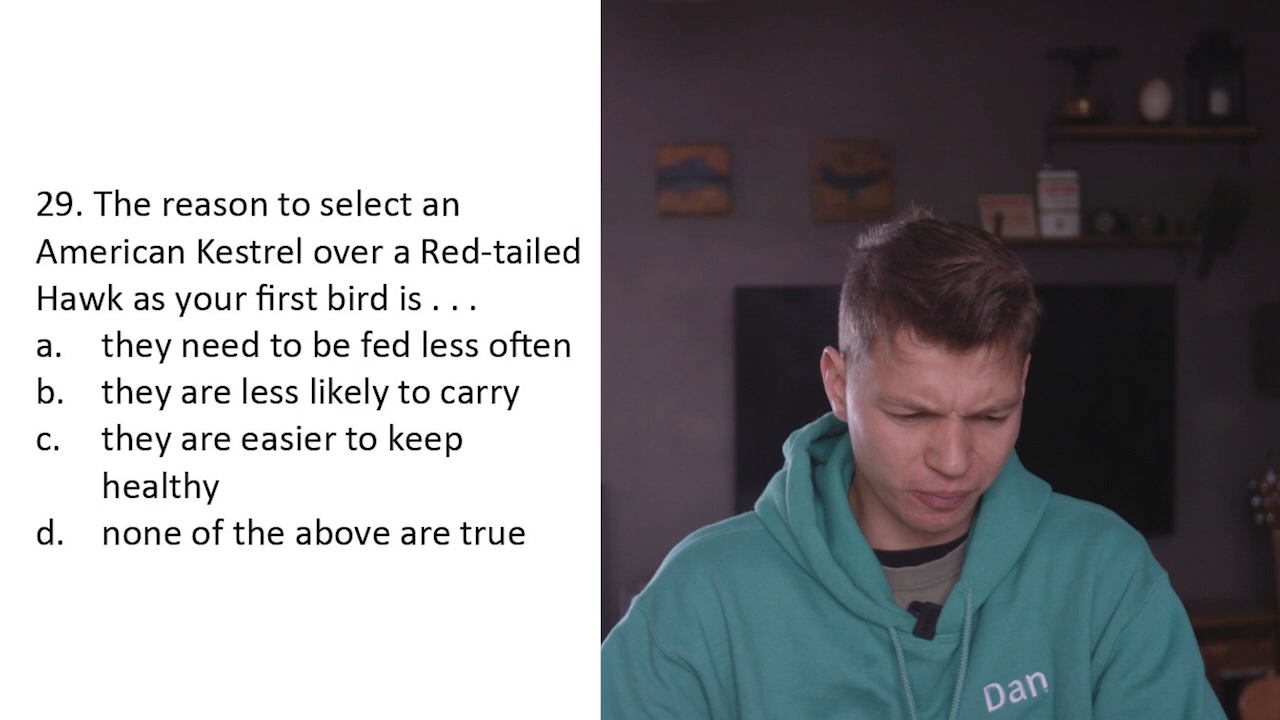 29. The reason to select an
American Kestrel over a Red-tailed
Hawk as your first bird is . . .
a. they need to be fed less often
b. they are less likely to carry
c. they are easier to keep
healthy
d. none of the above are true
Dan